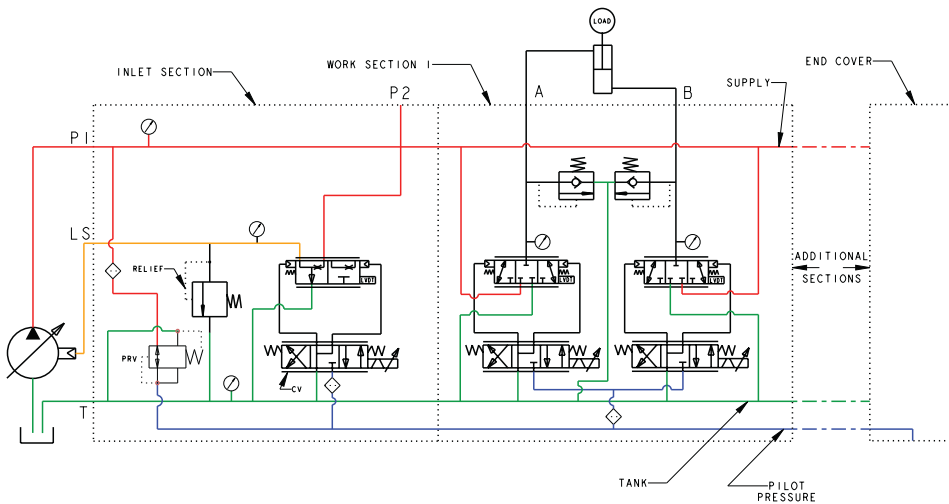 LOAD
INLET SECTION
WORK SECTION 1
END COVER
SUPPLY
P2
A
B
P1
LS
RELIEF
LVDT
LVDT
LVDT
ADDITIONAL
SECTIONS
PRV
CV
T
TANK
PILOT
PRESSURE